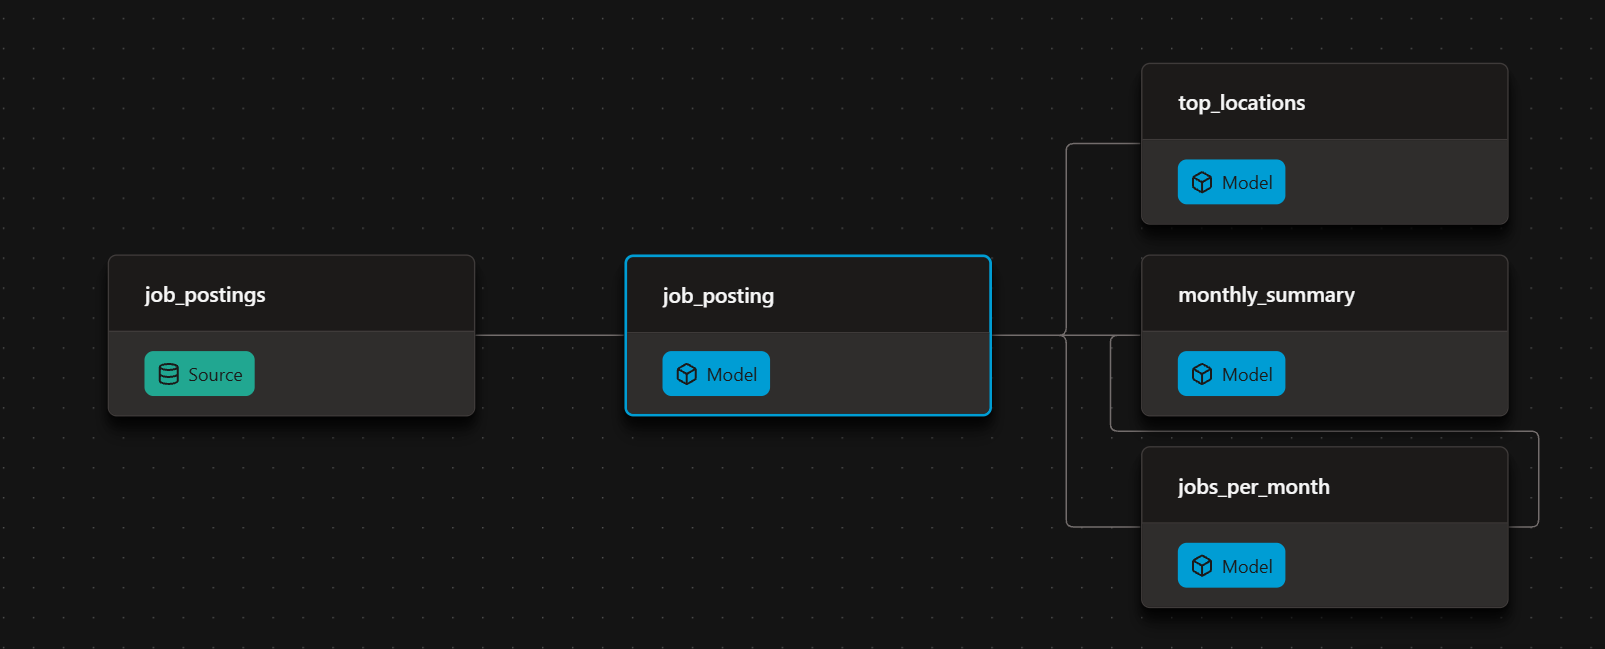 job_postings
Source
job_posting
Model
top_locations
Model
monthly_summary
Model
jobs_per_month
Model